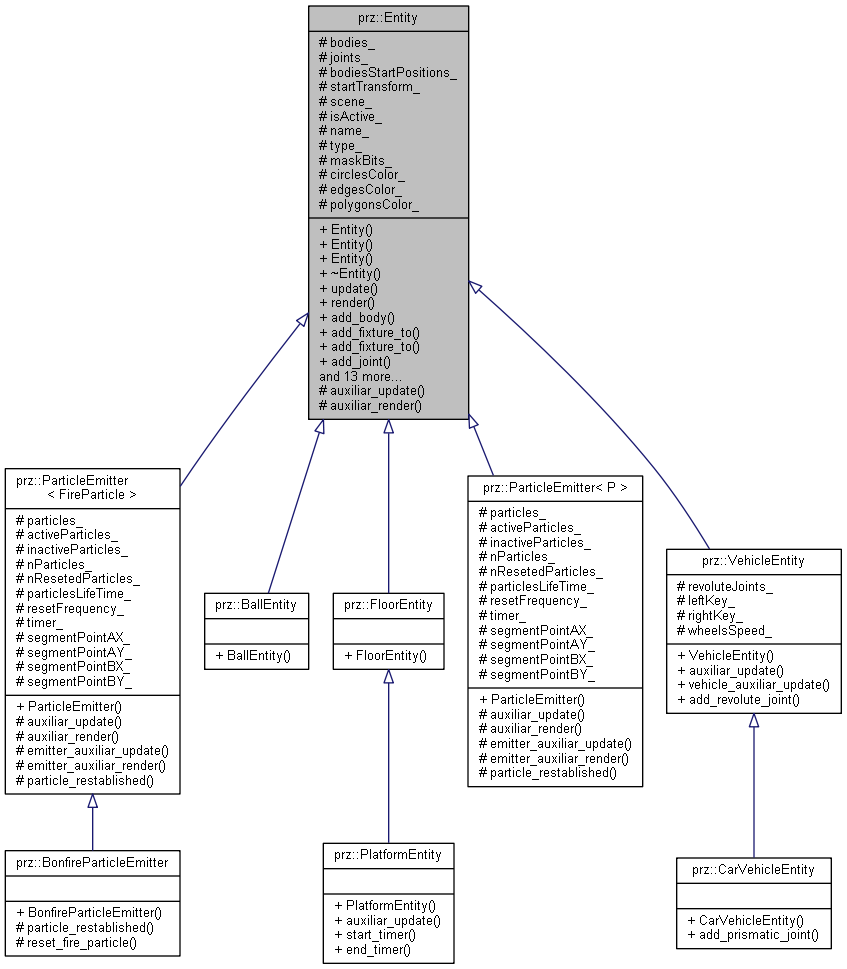 prz::Entity
# bodies_
# joints_
# bodiesStartPositions_
# startTransform_
# scene_
# isActive_
# name_
# type_
# maskBits_
# circlesColor_
# edgesColor_
# polygonsColor_
+ Entity()
+ Entity()
+ Entity()
+ ~Entity()
+ update()
+ render()
+ add_body()
+ add_fixture_to()
+ add_fixture_to()
+ add_joint()
and 13 more...
# auxiliar_update()
# auxiliar_render()
prz::ParticleEmitter
< FireParticle >
# particles_
# activeParticles_
# inactiveParticles_
# nParticles_
# nResetedParticles_
# particlesLifeTime_
# resetFrequency_
# timer_
# segmentPointAX_
# segmentPointAY_
# segmentPointBX_
# segmentPointBY_
+ ParticleEmitter()
# auxiliar_update()
# auxiliar_render()
# emitter_auxiliar_update()
# emitter_auxiliar_render()
# particle_restablished()
prz::BallEntity
+ BallEntity()
prz::FloorEntity
+ FloorEntity()
prz::ParticleEmitter< P >
# particles_
# activeParticles_
# inactiveParticles_
# nParticles_
# nResetedParticles_
# particlesLifeTime_
# resetFrequency_
# timer_
# segmentPointAX_
# segmentPointAY_
# segmentPointBX_
# segmentPointBY_
+ ParticleEmitter()
# auxiliar_update()
# auxiliar_render()
# emitter_auxiliar_update()
# emitter_auxiliar_render()
# particle_restablished()
prz::VehicleEntity
# revoluteJoints_
# leftKey_
# rightKey_
# wheelsSpeed_
+ VehicleEntity()
+ auxiliar_update()
+ vehicle_auxiliar_update()
+ add_revolute_joint()
prz::BonfireParticleEmitter
+ BonfireParticleEmitter()
# particle_restablished()
# reset_fire_particle()
prz::PlatformEntity
+ PlatformEntity()
+ auxiliar_update()
+ start_timer()
+ end_timer()
prz::CarVehicleEntity
+ CarVehicleEntity()
+ add_prismatic_joint()